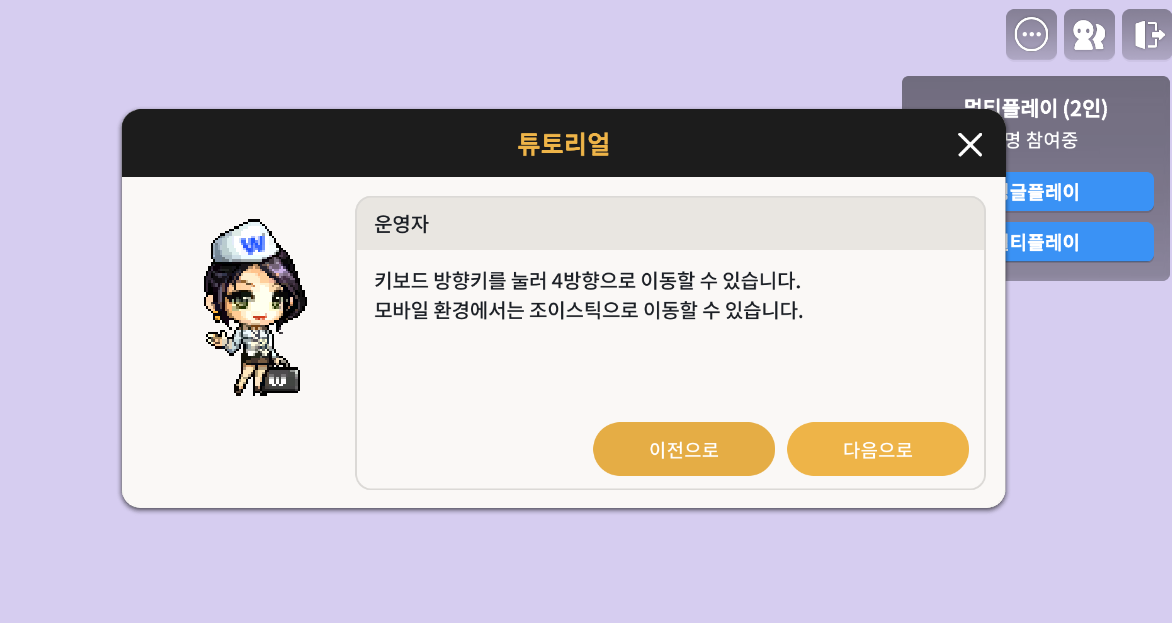 멀티플레이 (2인)
명 참여중
글플레이
티플레이
튜토리얼
W
W
운영자
키보드 방향키를 눌러 4방향으로 이동할 수 있습니다.
모바일 환경에서는 조이스틱으로 이동할 수 있습니다.
이전으로
다음으로